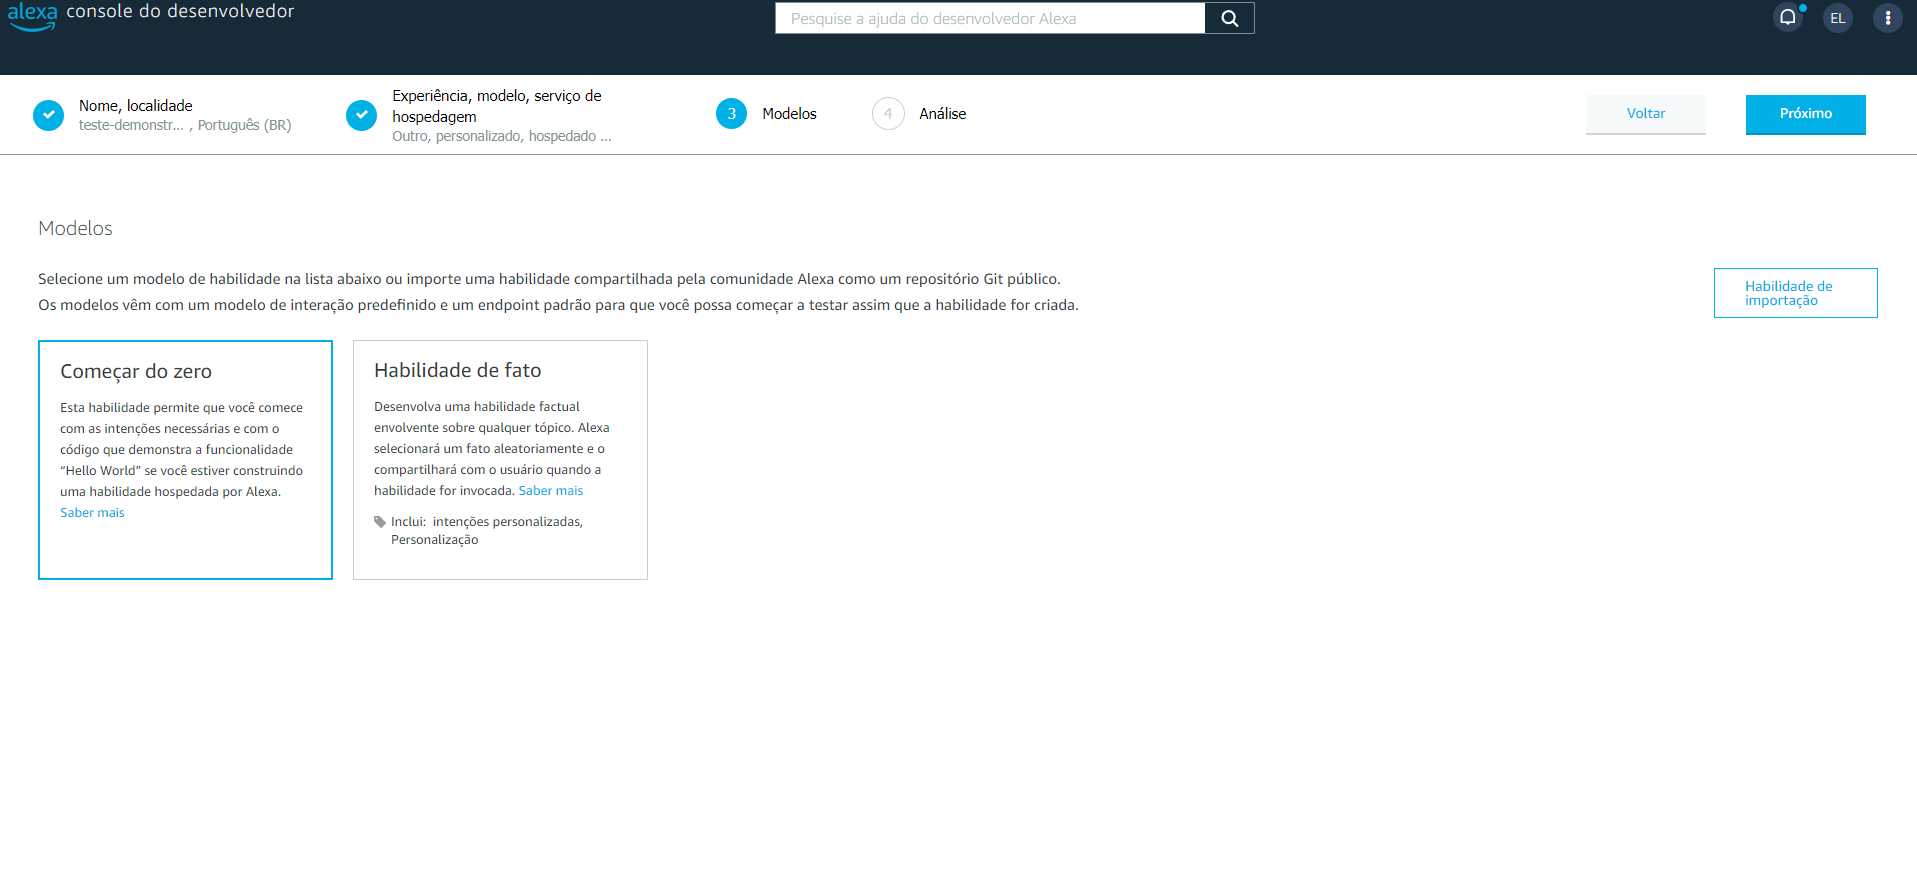 alexa console do desenvolvedor
Pesquise a ajuda do desenvolvedor Alexa
EL
Nome, localidade
teste-demonstr... , Português (BR)
Experiência, modelo, serviço de
hospedagem
Outro, personalizado, hospedado ...
3 Modelos
4 Análise
Voltar
Próximo
Modelos
Selecione um modelo de habilidade na lista abaixo ou importe uma habilidade compartilhada pela comunidade Alexa como um repositório Git público.
Os modelos vêm com um modelo de interação predefinido e um endpoint padrão para que você possa começar a testar assim que a habilidade for criada.
Habilidade de
importação
Começar do zero
Esta habilidade permite que você comece
com as intenções necessárias e com o
código que demonstra a funcionalidade
“Hello World” se você estiver construindo
uma habilidade hospedada por Alexa.
Saber mais
Habilidade de fato
Desenvolva uma habilidade factual
envolvente sobre qualquer tópico. Alexa
selecionará um fato aleatoriamente e o
compartilhará com o usuário quando a
habilidade for invocada. Saber mais
Inclui: intenções personalizadas,
Personalização